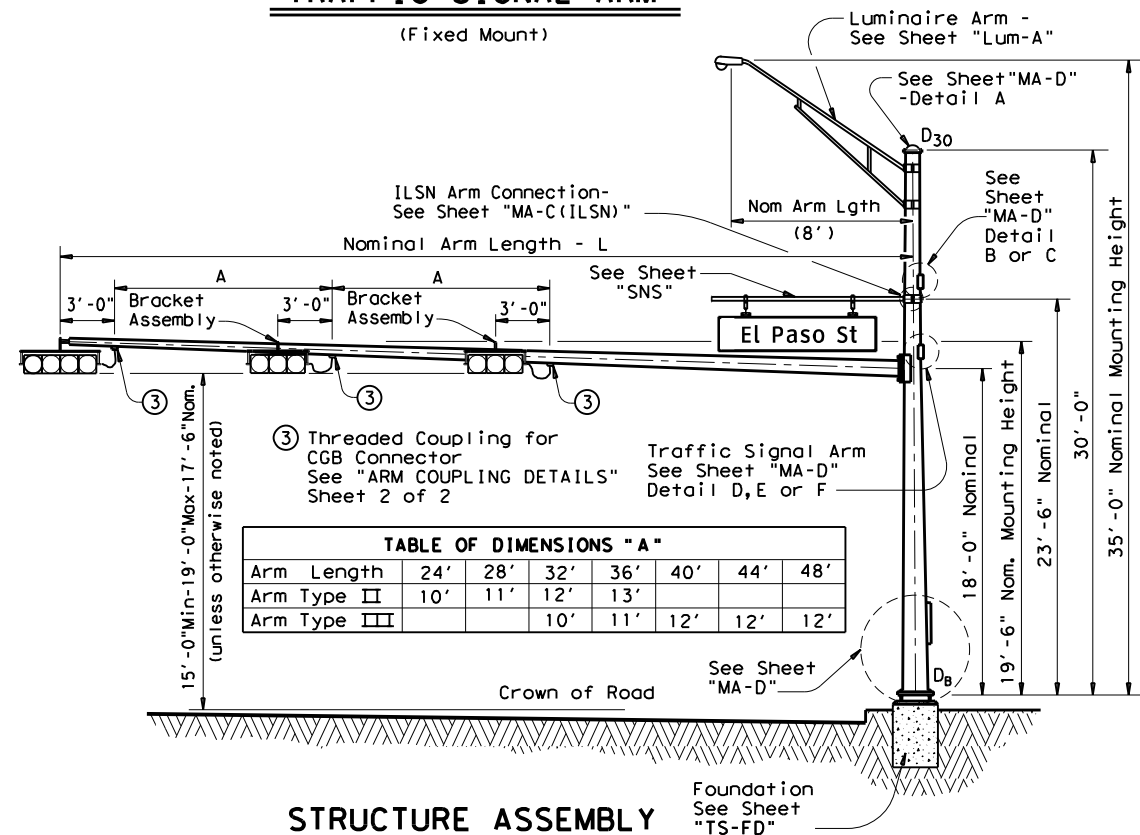 TRAFFIC SIGNAL ARM
(Fixed Mount)
Luminaire Arm -
See Sheet "Lum-A"
See Sheet"MA-D"
-Detail A
D30
See
Sheet
"MA-D"
Detail
B or C
ILSN Arm Connection-
See Sheet "MA-C(ILSN)"
Nom Arm Lgth
(8')
Nominal Arm Length - L
See Sheet
"SNS"
A
A
3'-0"
Bracket
Assembly
3'-0"
Bracket
Assembly
3'-0"
El Paso St
3
3
3
3 Threaded Coupling for
CGB Connector
See "ARM COUPLING DETAILS"
Sheet 2 of 2
Traffic Signal Arm
See Sheet "MA-D"
Detail D,E or F
15'-0"Min-19'-0"Max-17'-6"Nom.
(unless otherwise noted)
18'-0" Nominal
19'-6" Nom. Mounting Height
23'-6" Nominal
30'-0"
35'-0" Nominal Mounting Height
TABLE OF DIMENSIONS "A"
Arm Length 24' 28' 32' 36' 40' 44' 48'
Arm Type II 10' 11' 12' 13'
Arm Type III 10' 11' 12' 12' 12'
See Sheet
"MA-D"
DB
Crown of Road
Foundation
See Sheet
"TS-FD"
STRUCTURE ASSEMBLY